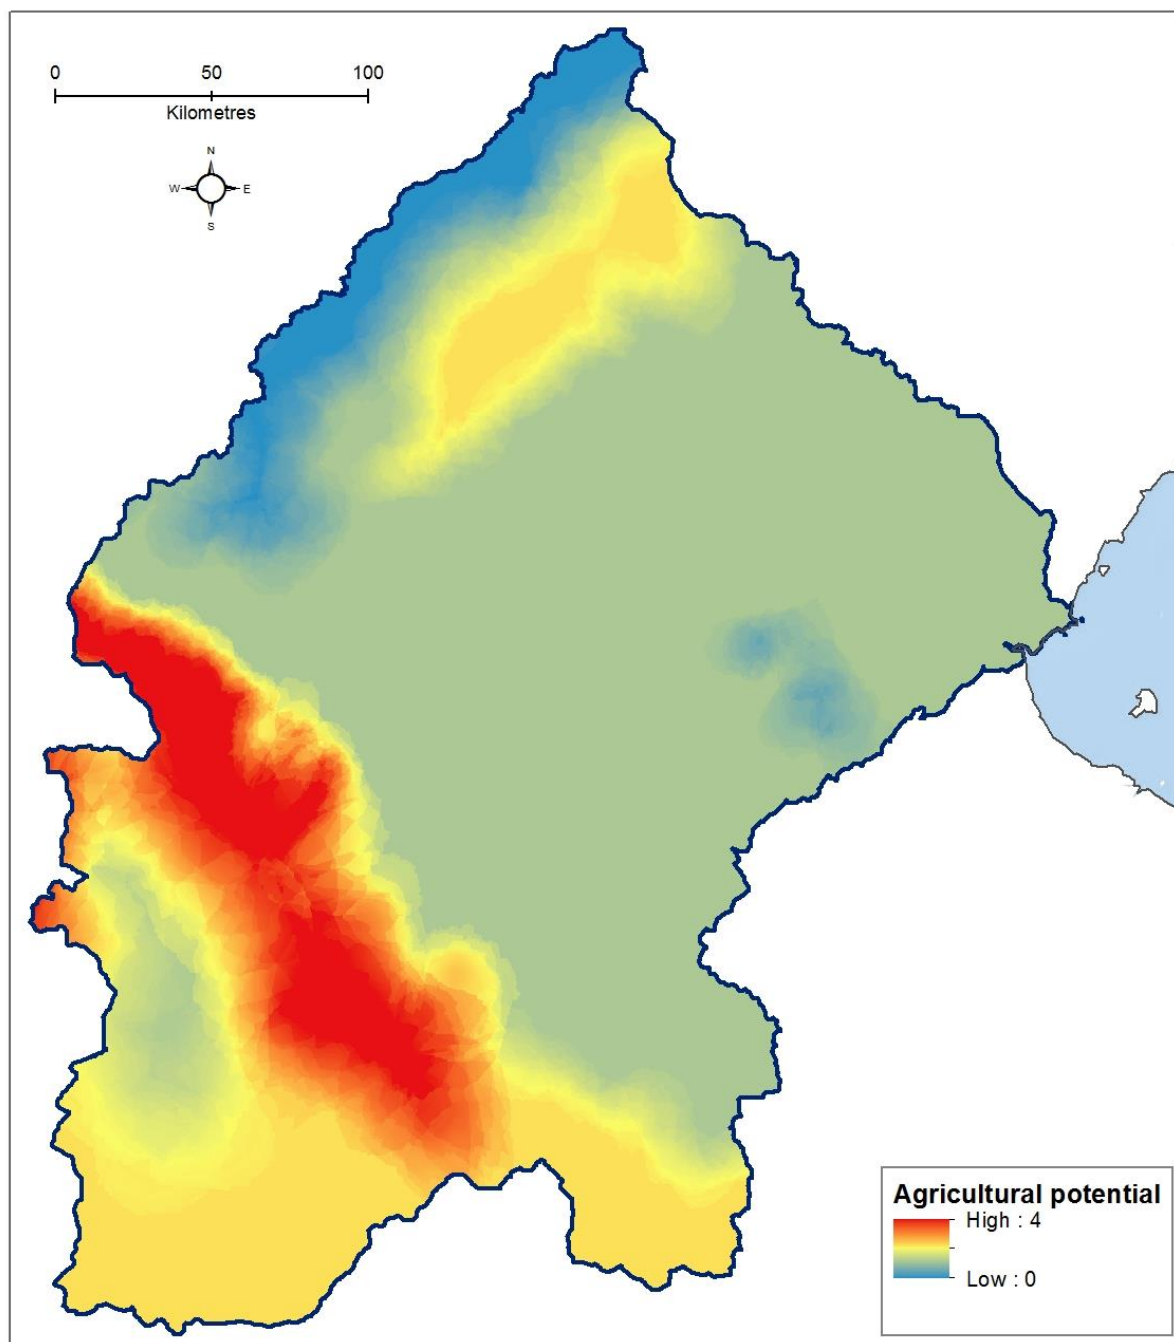 0 50 100
Kilometres
N
W E
S
Agricultural potential
High : 4
Low : 0